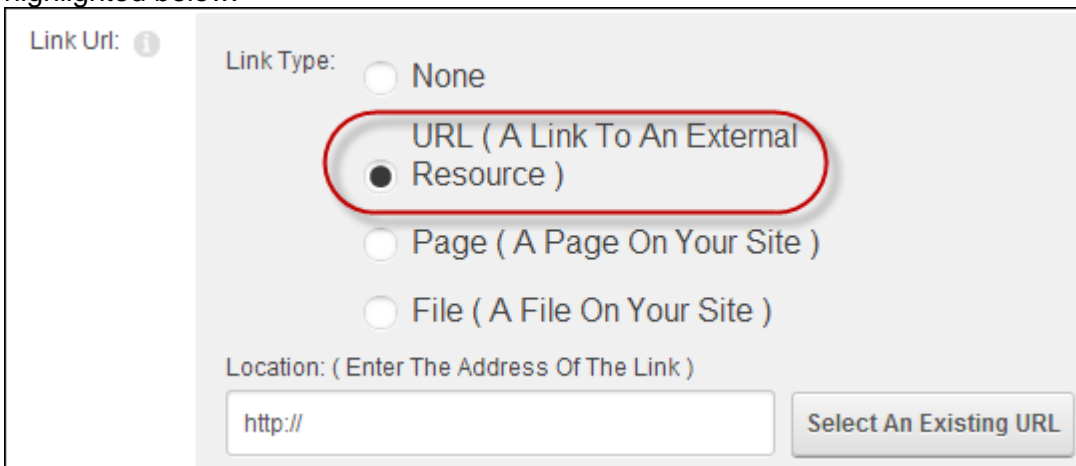 Link Url:
Link Type:
None
URL ( A Link To An External
Resource )
Page ( A Page On Your Site )
File ( A File On Your Site )
Location: ( Enter The Address Of The Link )
http://
Select An Existing URL